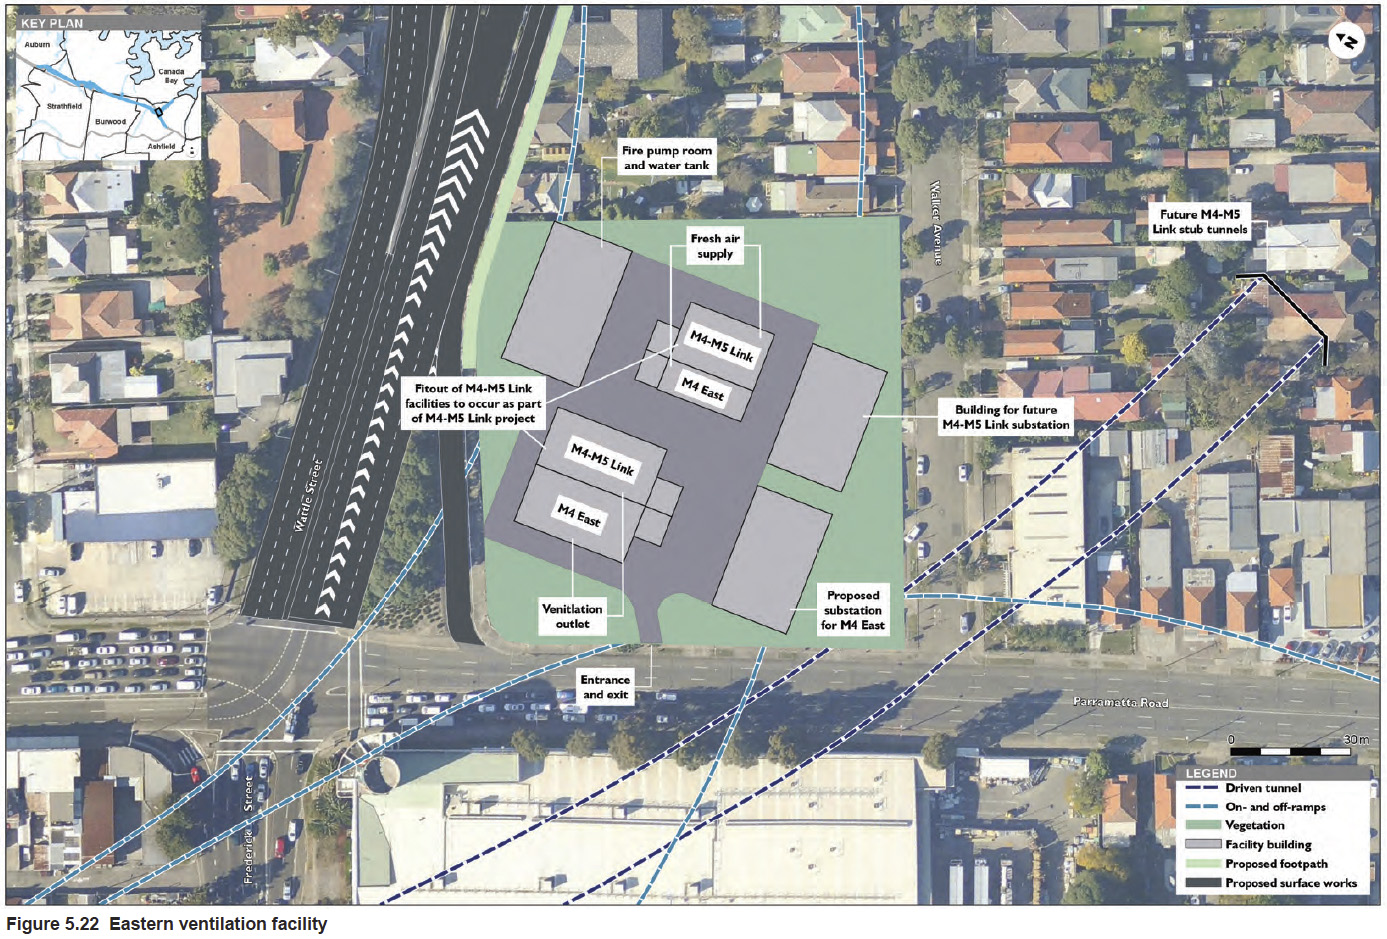 KEY PLAN
Auburn
Canada
Bay
Strathfield
Burwood
Ashfield
N
Fire pump room
and water tank
Fresh air
supply
Walker Avenue
Future M4-M5
Link stub tunnels
M4-M5 Link
M4 East
Fitout of M4-M5 Link
facilities to occur as part
of M4-M5 Link project
Building for future
M4-M5 Link substation
M4-M5 Link
M4 East
Wattle Street
Venitilation
outlet
Proposed
substation
for M4 East
Entrance
and exit
Parramatta Road
Frederick Street
0 30m
LEGEND
Driven tunnel
On- and off-ramps
Vegetation
Facility building
Proposed footpath
Proposed surface works
Figure 5.22 Eastern ventilation facility